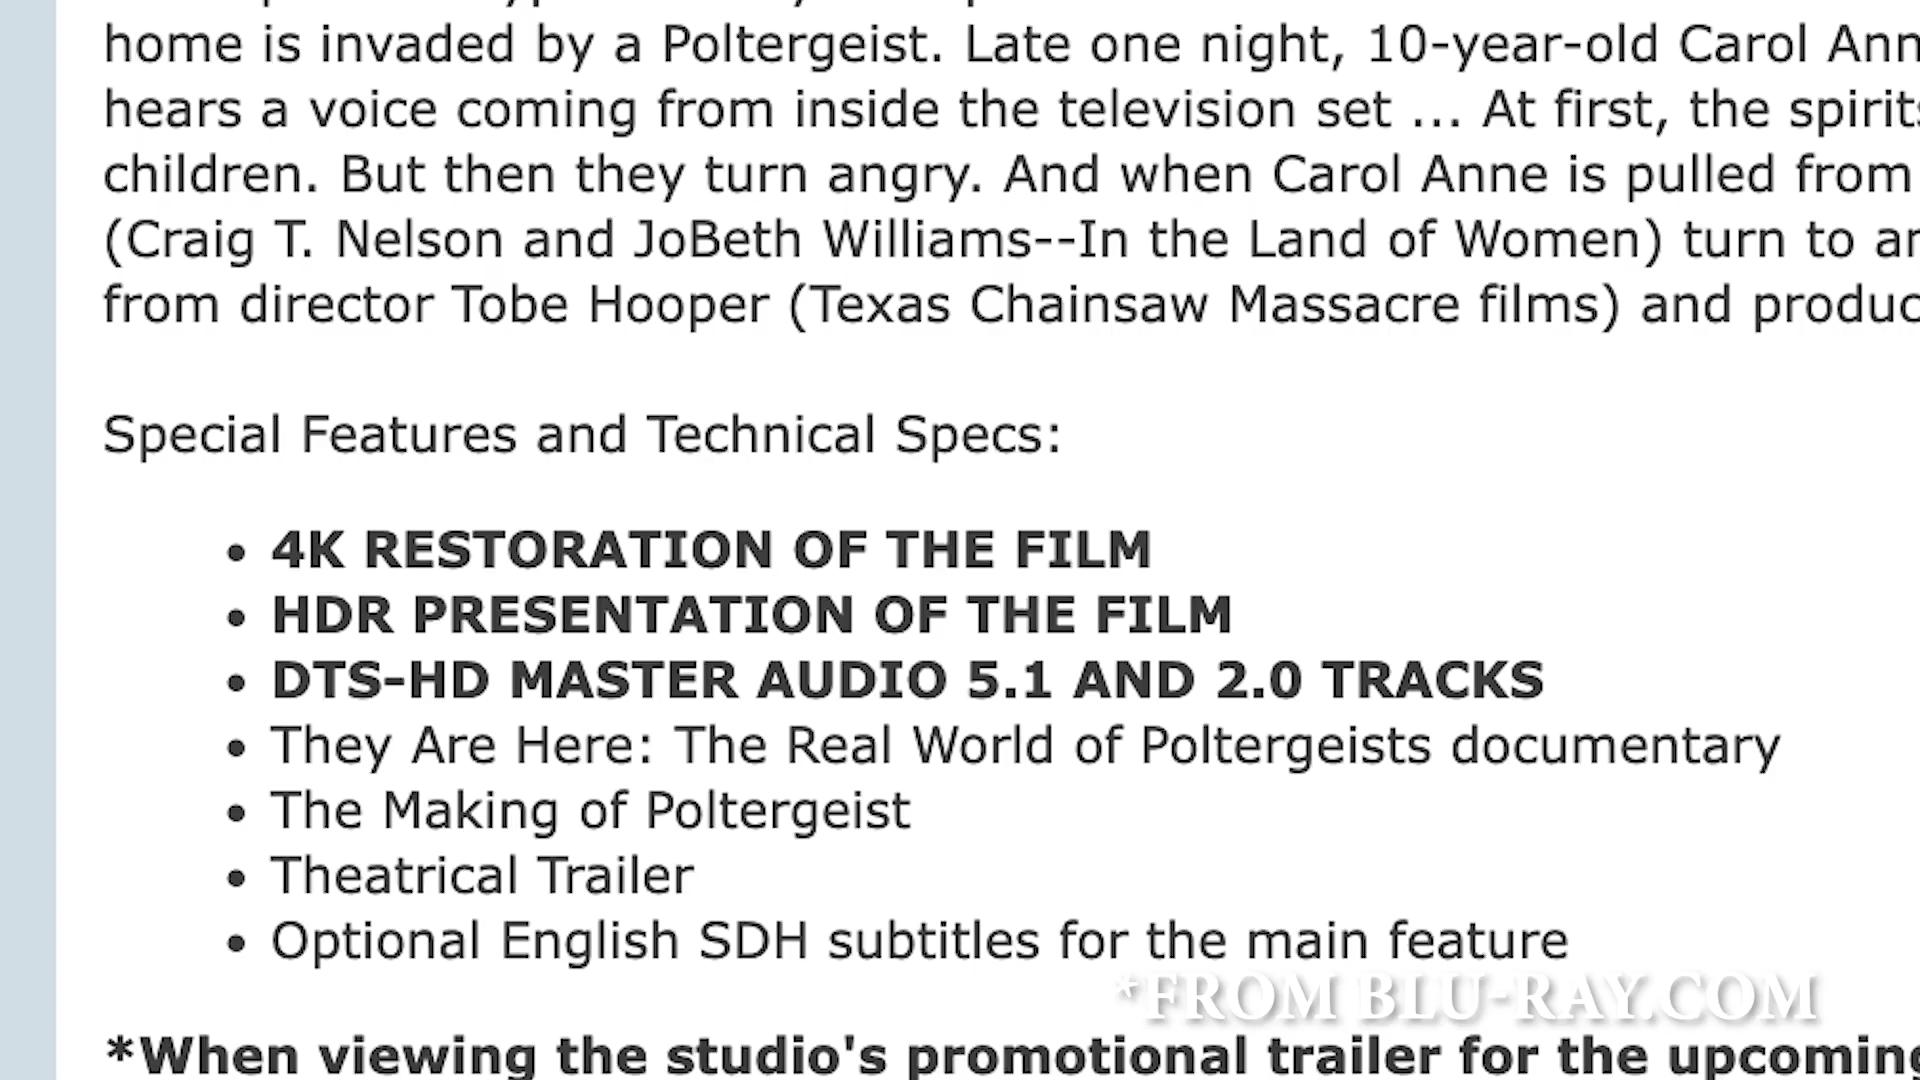 home is invaded by a Poltergeist. Late one night, 10-year-old Carol Ann
hears a voice coming from inside the television set ... At first, the spirits
children. But then they turn angry. And when Carol Anne is pulled from
(Craig T. Nelson and JoBeth Williams--In the Land of Women) turn to
from director Tobe Hooper (Texas Chainsaw Massacre films) and produc
Special Features and Technical Specs:
• 4K RESTORATION OF THE FILM
• HDR PRESENTATION OF THE FILM
• DTS-HD MASTER AUDIO 5.1 AND 2.0 TRACKS
• They Are Here: The Real World of Poltergeists documentary
• The Making of Poltergeist
• Theatrical Trailer
• Optional English SDH subtitles for the main feature
*FROM BLU-RAY.COM
*When viewing the studio's promotional trailer for the upcoming